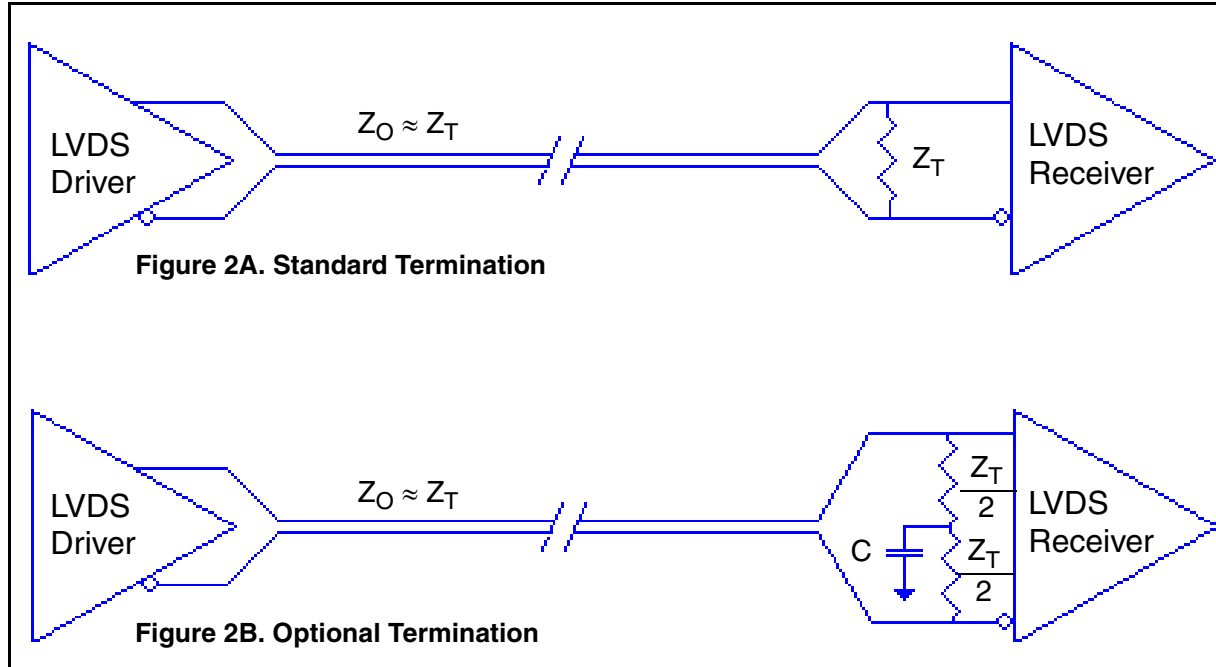 LVDS
Driver
Z_O ≈ Z_T
Z_T
LVDS
Receiver
Figure 2A. Standard Termination
LVDS
Driver
Z_O ≈ Z_T
C
Z_T
2
Z_T
2
LVDS
Receiver
Figure 2B. Optional Termination